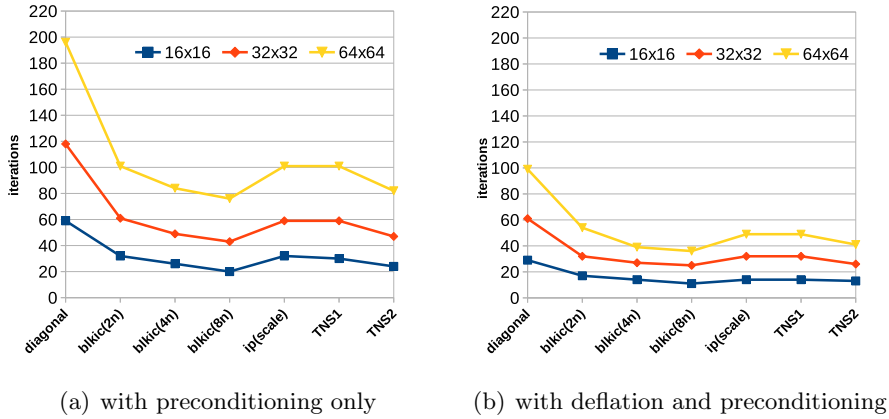 220
200
180
160
140
120
100
80
60
40
20
0
iterations
16x16 32x32 64x64
diagonal
blkic(2n)
blkic(4n)
blkic(8n)
ip(scale)
TNS1
TNS2
(a) with preconditioning only
220
200
180
160
140
120
100
80
60
40
20
0
iterations
16x16 32x32 64x64
diagonal
blkic(2n)
blkic(4n)
blkic(8n)
ip(scale)
TNS1
TNS2
(b) with deflation and preconditioning